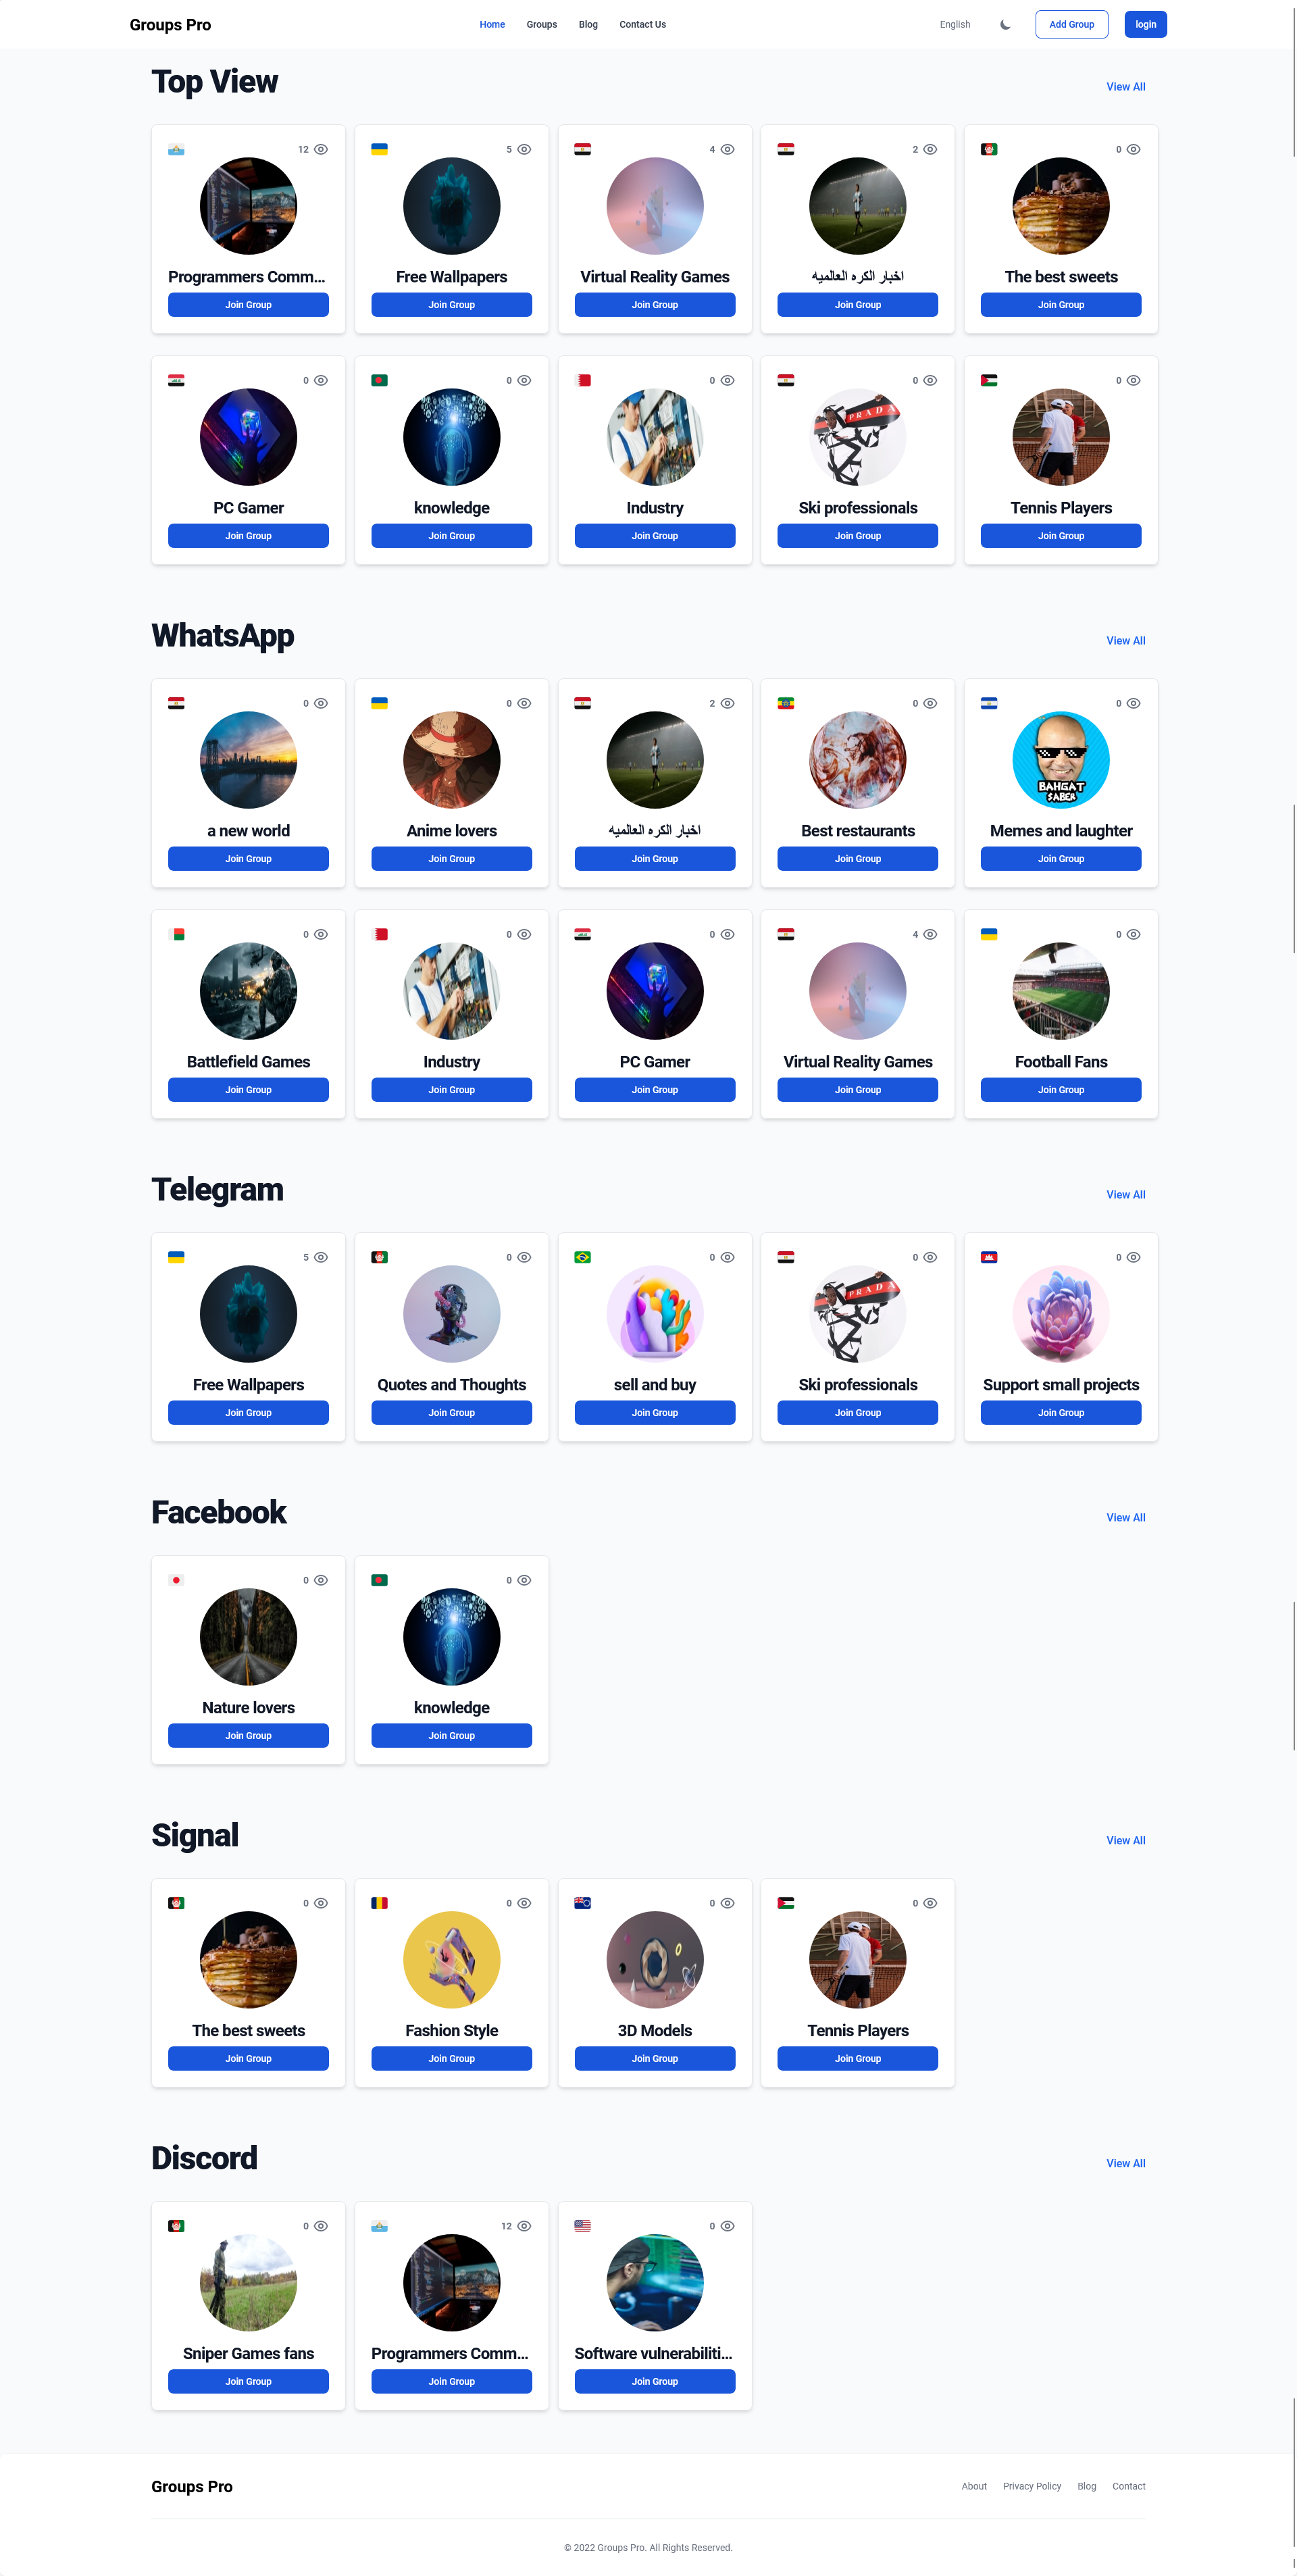 Groups Pro
Home Groups Blog Contact Us
English
Add Group
login
Top View
View All
12 5 4 2 0
Programmers Comm... Free Wallpapers Virtual Reality Games اخبار الكره العالميه The best sweets
Join Group Join Group Join Group Join Group Join Group
0 0 0 0 0
PRADA
PC Gamer knowledge Industry Ski professionals Tennis Players
Join Group Join Group Join Group Join Group Join Group
WhatsApp
View All
0 0 2 0 0
BAHGAT
SABER
a new world Anime lovers اخبار الكره العالميه Best restaurants Memes and laughter
Join Group Join Group Join Group Join Group Join Group
0 0 0 4 0
Battlefield Games Industry PC Gamer Virtual Reality Games Football Fans
Join Group Join Group Join Group Join Group Join Group
Telegram
View All
5 0 0 0 0
PRADA
Free Wallpapers Quotes and Thoughts sell and buy Ski professionals Support small projects
Join Group Join Group Join Group Join Group Join Group
Facebook
View All
0 0
Nature lovers knowledge
Join Group Join Group
Signal
View All
0 0 0 0
The best sweets Fashion Style 3D Models Tennis Players
Join Group Join Group Join Group Join Group
Discord
View All
0 12 0
Sniper Games fans Programmers Comm... Software vulnerabiliti...
Join Group Join Group Join Group
Groups Pro
About Privacy Policy Blog Contact
© 2022 Groups Pro. All Rights Reserved.